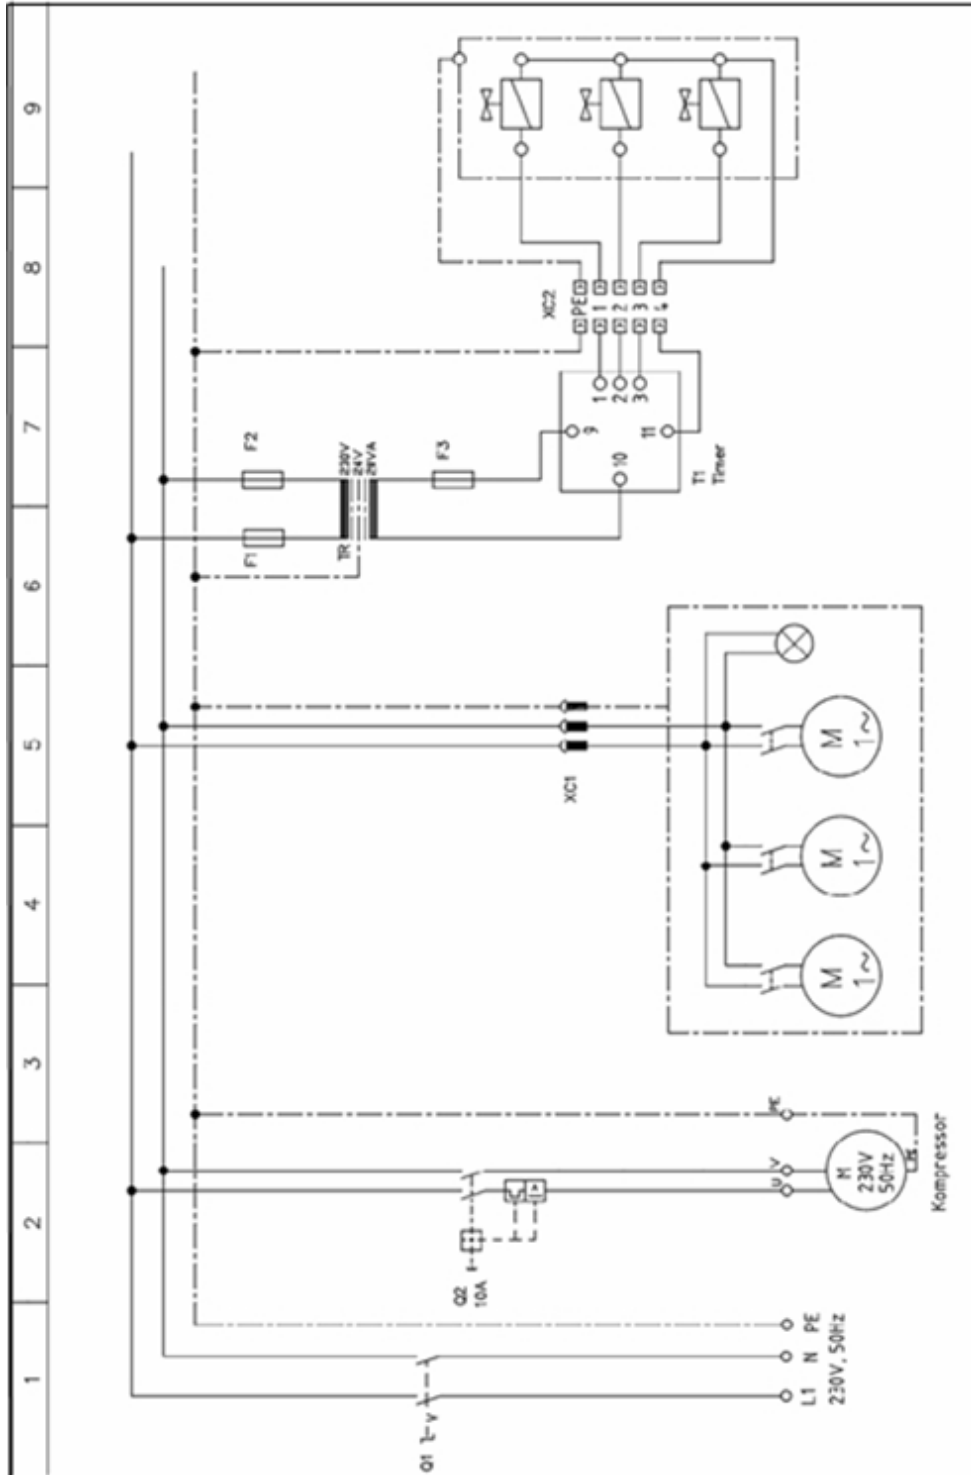 1
2
3
4
5
6
7
8
9
Q1
L1
N
PE
230V, 50Hz
Q2
10A
U
V
PE
M
230V
50Hz
Kompressor
M
1~
M
1~
M
1~
XC1
F1
F2
TR
230V
24V
F3
9
10
11
1
2
3
T1
Timer
XC2
PE
1
2
3
4